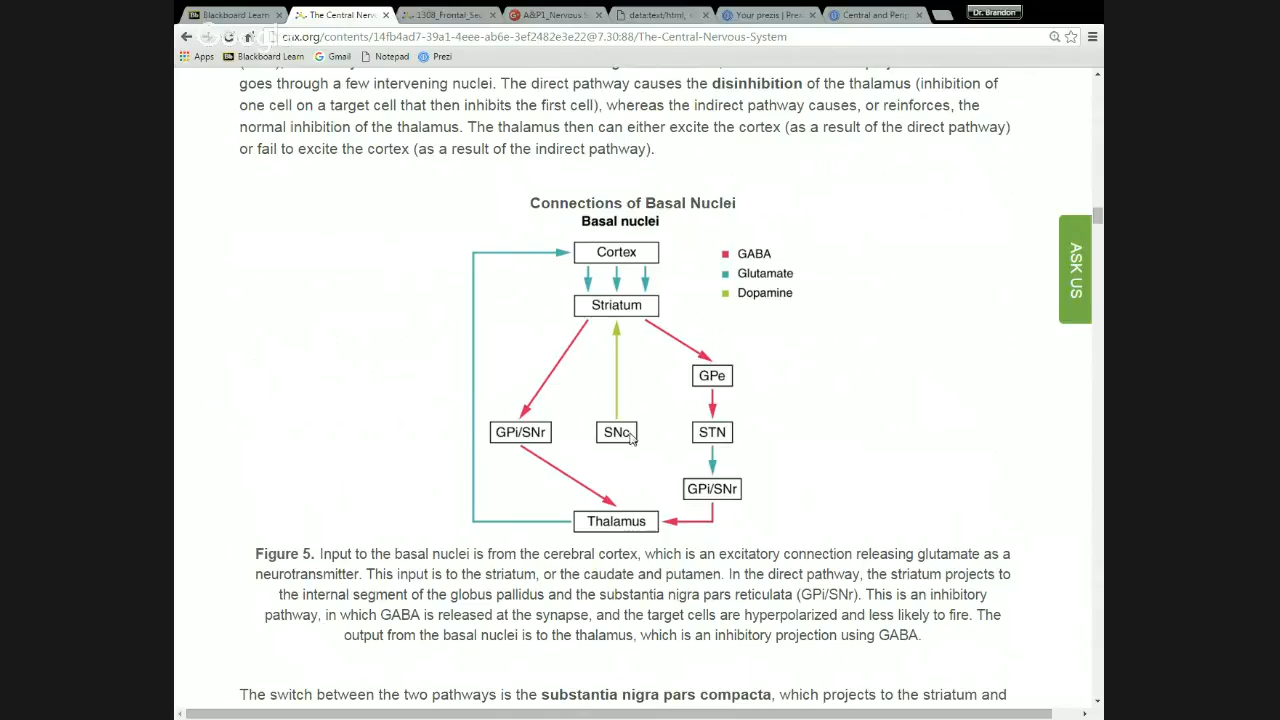 Blackboard Learn
The Central Nerv
1308_Frontal_Se
A&P1_Nervous S
data:text/html,
Your prezis | Prez
Central and Perip
Dr. Brandon
cnx.org/contents/14fb4ad7-39a1-4eee-ab6e-3ef2482e3e22@7.30:88/The-Central-Nervous-System
Apps
Blackboard Learn
Gmail
Notepad
Prezi
goes through a few intervening nuclei. The direct pathway causes the disinhibition of the thalamus (inhibition of
one cell on a target cell that then inhibits the first cell), whereas the indirect pathway causes, or reinforces, the
normal inhibition of the thalamus. The thalamus then can either excite the cortex (as a result of the direct pathway)
or fail to excite the cortex (as a result of the indirect pathway).
Connections of Basal Nuclei
Basal nuclei
Cortex
GABA
Glutamate
Dopamine
Striatum
GPe
GPi/SNr
SNc
STN
GPi/SNr
Thalamus
ASK US
Figure 5. Input to the basal nuclei is from the cerebral cortex, which is an excitatory connection releasing glutamate as a
neurotransmitter. This input is to the striatum, or the caudate and putamen. In the direct pathway, the striatum projects to
the internal segment of the globus pallidus and the substantia nigra pars reticulata (GPi/SNr). This is an inhibitory
pathway, in which GABA is released at the synapse, and the target cells are hyperpolarized and less likely to fire. The
output from the basal nuclei is to the thalamus, which is an inhibitory projection using GABA.
The switch between the two pathways is the substantia nigra pars compacta, which projects to the striatum and